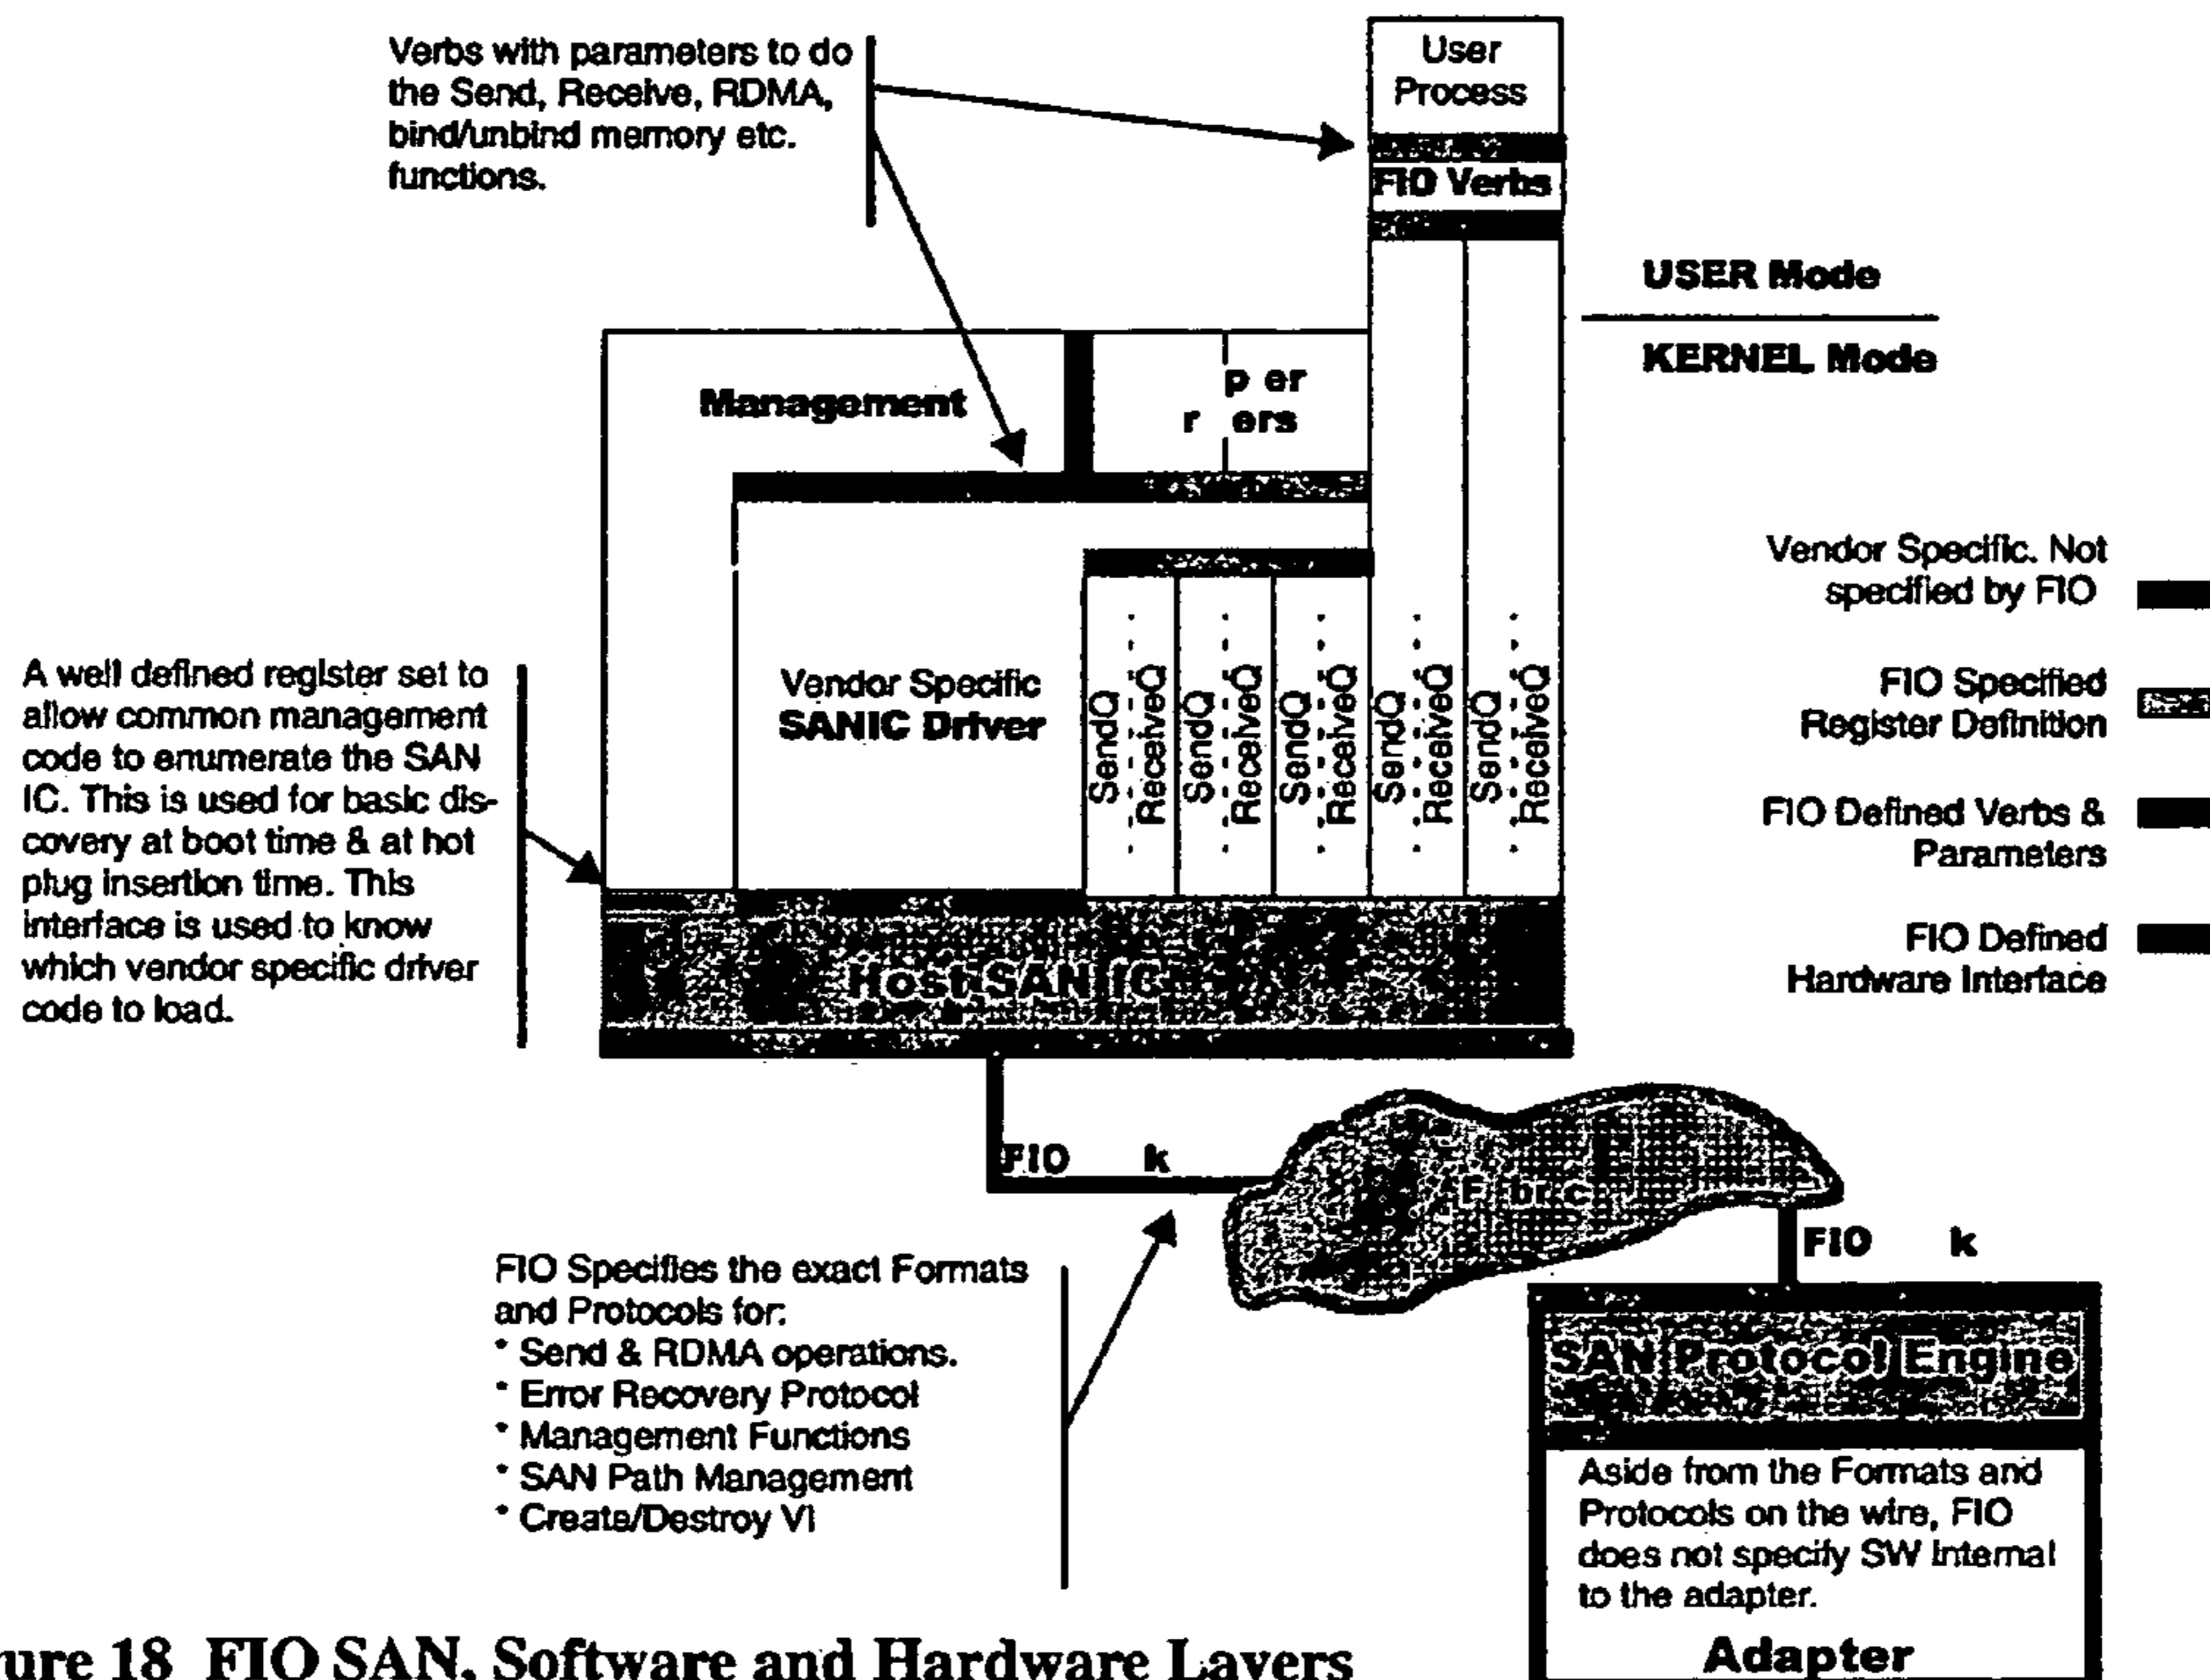 Verbs with parameters to do
the Send, Receive, RDMA,
bind/unbind memory etc.
functions.
User
Process
FIO Verbs
USER Mode
KERNEL Mode
Management
p er
r ers
Vendor Specific. Not
specified by FIO
FIO Specified
Register Definition
FIO Defined Verbs &
Parameters
FIO Defined
Hardware Interface
A well defined register set to
allow common management
code to enumerate the SAN
IC. This is used for basic dis-
covery at boot time & at hot
plug insertion time. This
interface is used to know
which vendor specific driver
code to load.
Vendor Specific
SANIC Driver
SendQ
ReceiveQ
SendQ
ReceiveQ
SendQ
ReceiveQ
SendQ
ReceiveQ
SendQ
ReceiveQ
Host SAN IC
FIO k
F br c
FIO k
FIO Specifies the exact Formats
and Protocols for:
* Send & RDMA operations.
* Error Recovery Protocol
* Management Functions
* SAN Path Management
* Create/Destroy VI
SAN Protocol Engine
Aside from the Formats and
Protocols on the wire, FIO
does not specify SW Internal
to the adapter.
Adapter
ure 18 FIO SAN, Software and Hardware Layers